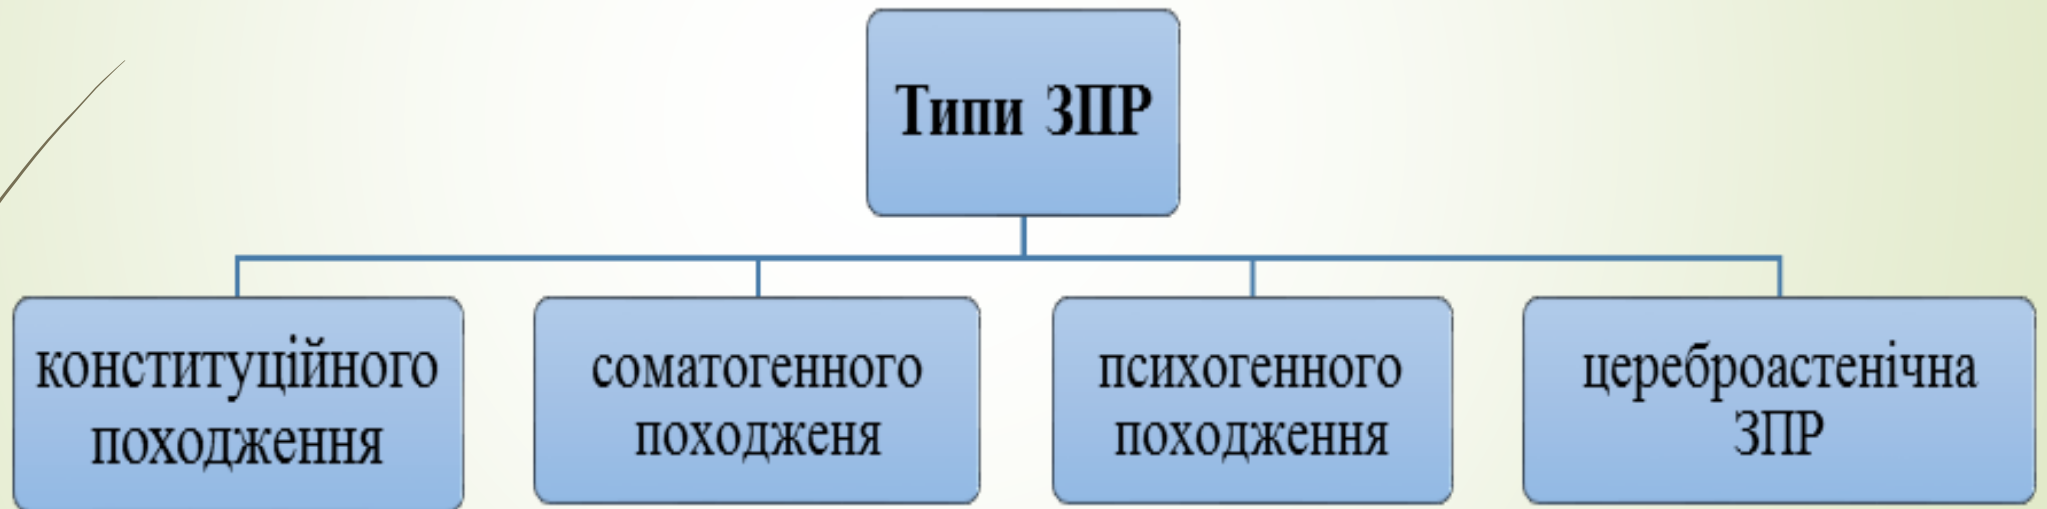 Типи ЗПР
конституційного
походження
соматогенного
походженя
психогенного
походження
цереброастенічна
ЗПР